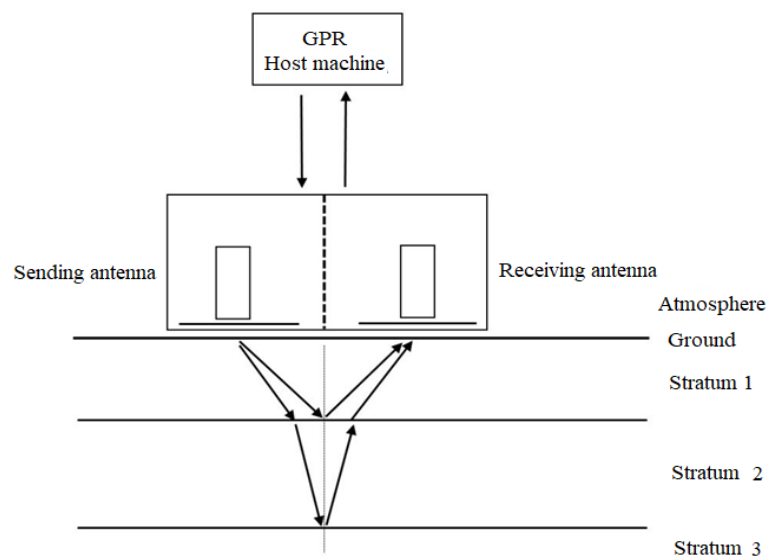 GPR
Host machine
Sending antenna
Receiving antenna
Atmosphere
Ground
Stratum 1
Stratum 2
Stratum 3